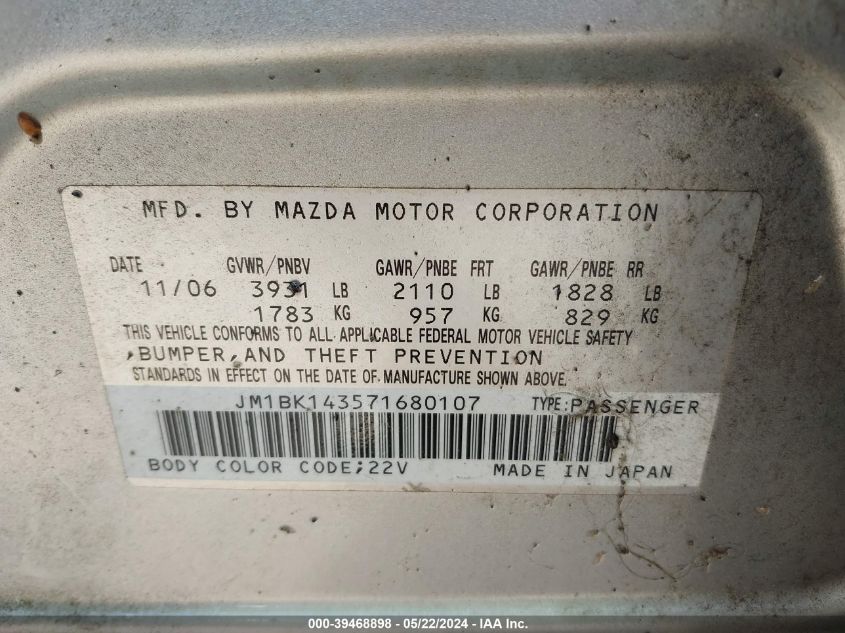 MFD. BY MAZDA MOTOR CORPORATION
DATE GVWR/PNBV GAWR/PNBE FRT GAWR/PNBE RR
11/06 3931 LB 2110 LB 1828 LB
1783 KG 957 KG 829 KG
THIS VEHICLE CONFORMS TO ALL APPLICABLE FEDERAL MOTOR VEHICLE SAFETY
,BUMPER,AND THEFT PREVENTION
STANDARDS IN EFFECT ON THE DATE OF MANUFACTURE SHOWN ABOVE.
JM1BK143571680107 TYPE:PASSENGER
BODY COLOR CODE;22V MADE IN JAPAN
000-39468898 - 05/22/2024 - IAA Inc.